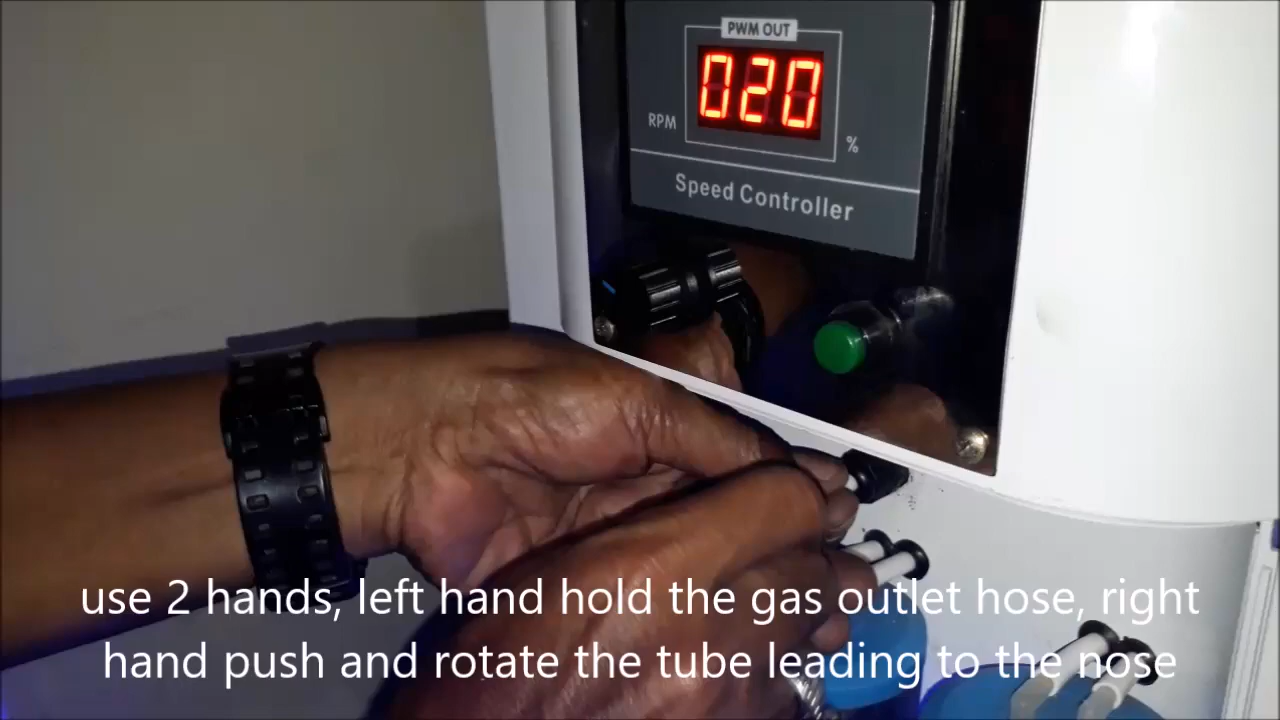 PWM OUT
020
RPM
%
Speed Controller
use 2 hands, left hand hold the gas outlet hose, right
hand push and rotate the tube leading to the nose